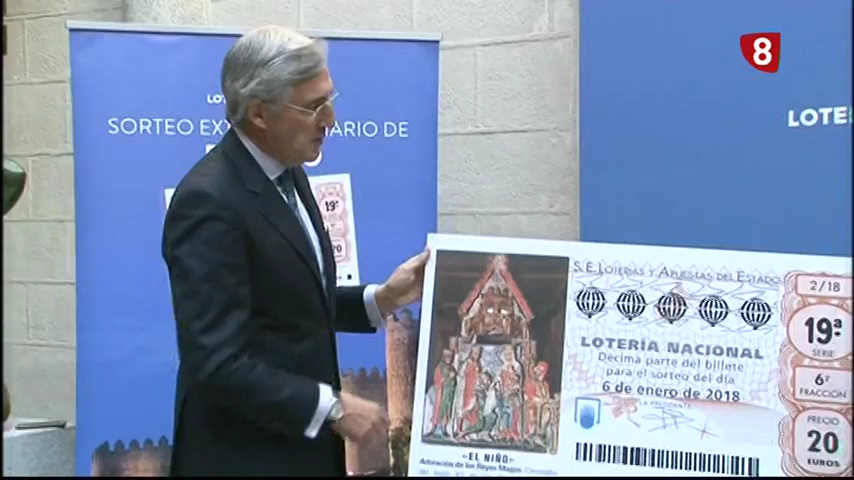 8
LOTE
SORTEO EX
ARIO DE
19ª
20
S.E. LOTERÍAS Y APUESTAS DEL ESTADO
LOTERÍA NACIONAL
Décima parte del billete
para el sorteo del día
6 de enero de 2018
LA PRESIDENTA
2/18
19ª
SERIE
6ª
FRACCIÓN
PRECIO
20
EUROS
«EL NIÑO»
Adoración de los Reyes Magos